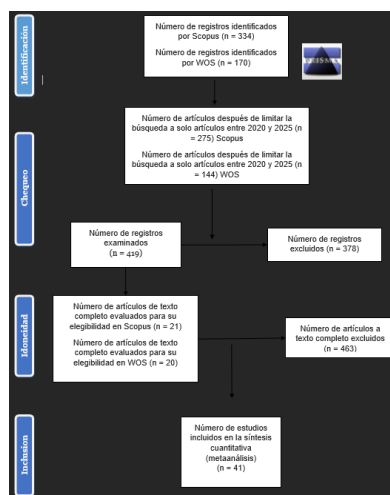 Identificación
Número de registros identificados
por Scopus (n = 334)
Número de registros identificados
por WOS (n = 170)
PRISMA
Número de artículos después de limitar la
búsqueda a solo artículos entre 2020 y 2025 (n
= 275) Scopus
Número de artículos después de limitar la
búsqueda a solo artículos entre 2020 y 2025 (n
= 144) WOS
Chequeo
Número de registros
examinados
(n = 419)
Número de registros
excluidos (n = 378)
Idoneidad
Número de artículos de texto
completo evaluados para su
elegibilidad en Scopus (n = 21)
Número de artículos de texto
completo evaluados para su
elegibilidad en WOS (n = 20)
Número de artículos a
texto completo excluidos
(n = 463)
Inclusion
Número de estudios
incluidos en la síntesis
cuantitativa
(metaanálisis)
(n = 41)